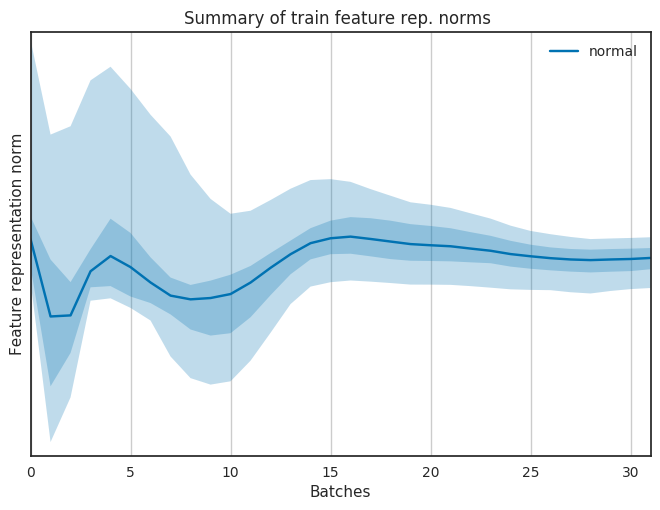 Summary of train feature rep. norms
normal
Feature representation norm
0 5 10 15 20 25 30
Batches